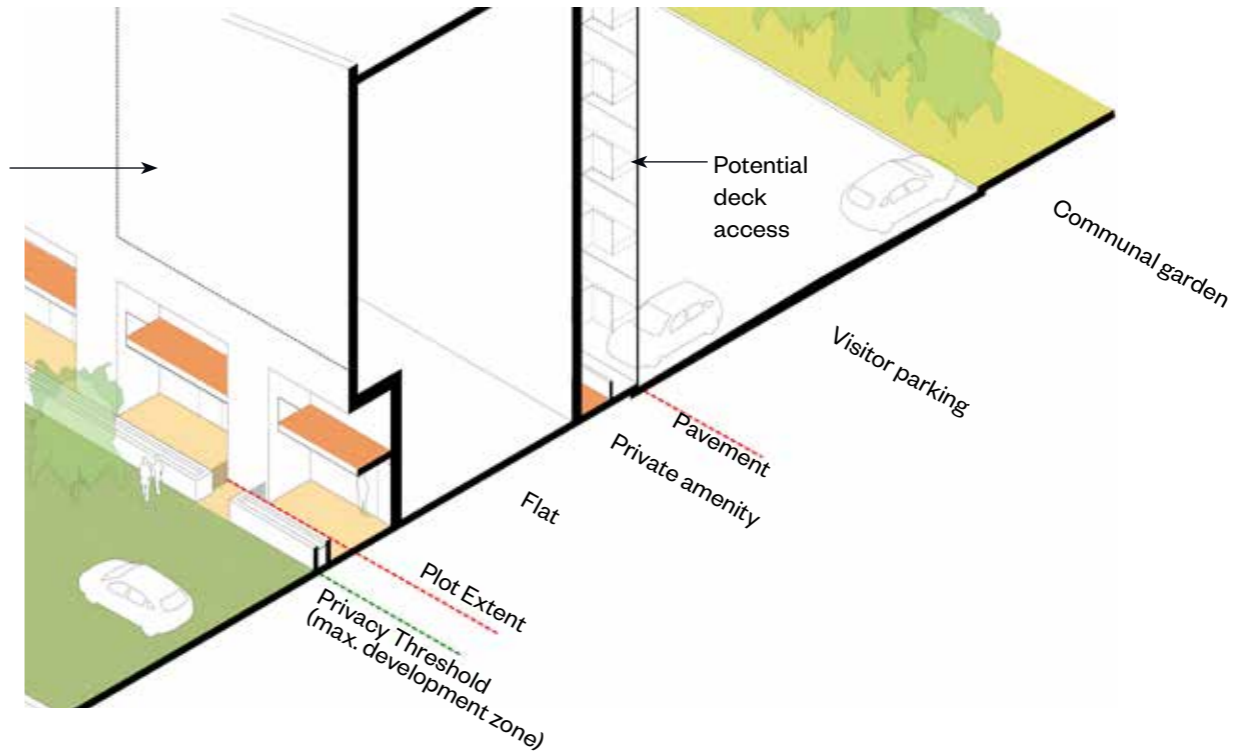 Potential
deck
access
Communal garden
Visitor parking
Pavement
Private amenity
Flat
Plot Extent
Privacy Threshold
(max. development zone)